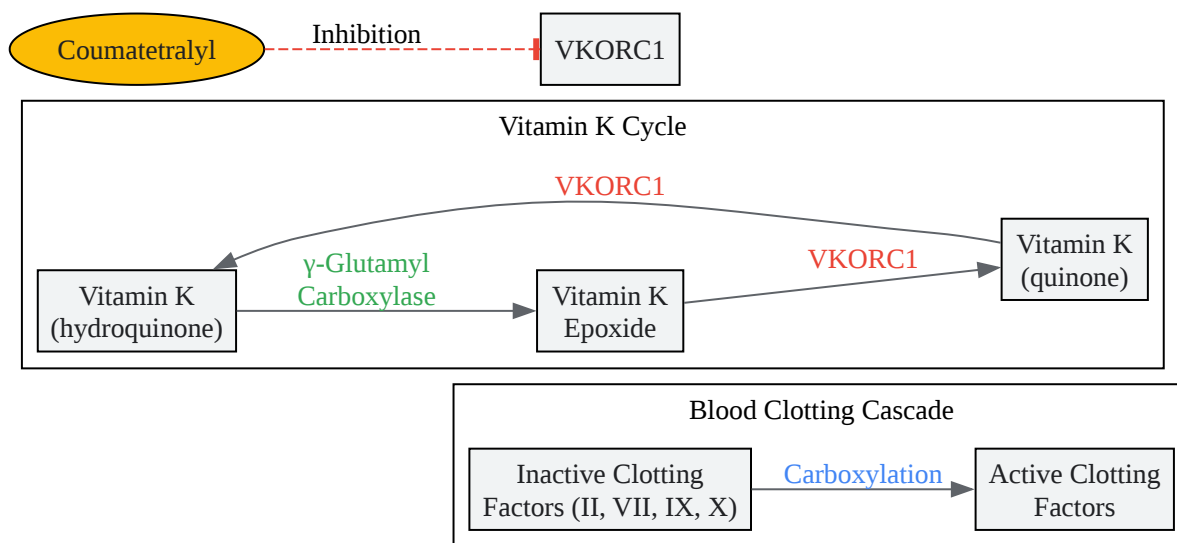 Coumatetralyl
Inhibition
VKORC1
Vitamin K Cycle
VKORC1
γ-Glutamyl
Carboxylase
VKORC1
Vitamin K
(quinone)
Vitamin K
(hydroquinone)
Vitamin K
Epoxide
Blood Clotting Cascade
Inactive Clotting
Factors (II, VII, IX, X)
Carboxylation
Active Clotting
Factors